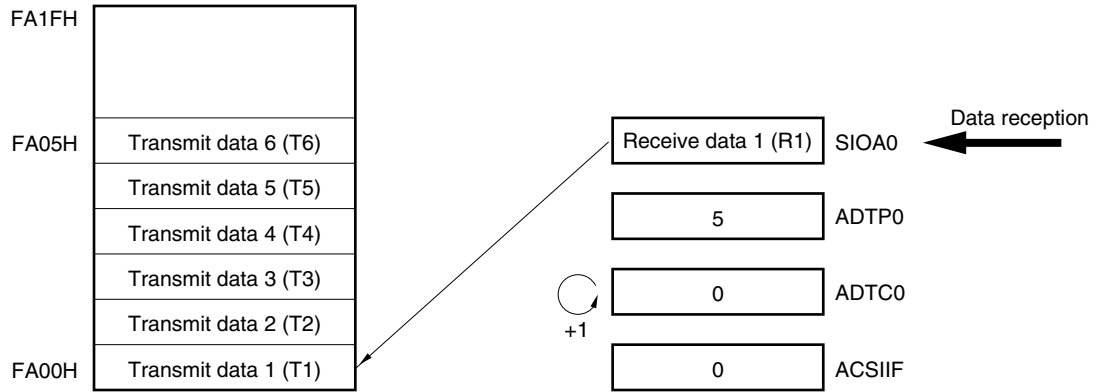 FA1FH
FA05H
Transmit data 6 (T6)
Transmit data 5 (T5)
Transmit data 4 (T4)
Transmit data 3 (T3)
Transmit data 2 (T2)
FA00H
Transmit data 1 (T1)
Receive data 1 (R1)
SIOA0
Data reception
5
ADTP0
0
ADTC0
+1
0
ACSIIF